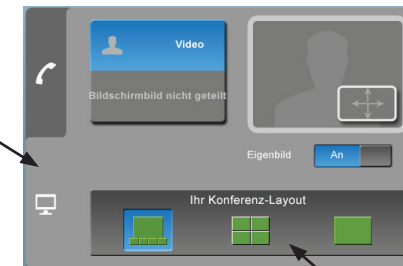 Video
Bildschirmbild nicht geteilt
Eigenbild
An
Ihr Konferenz-Layout